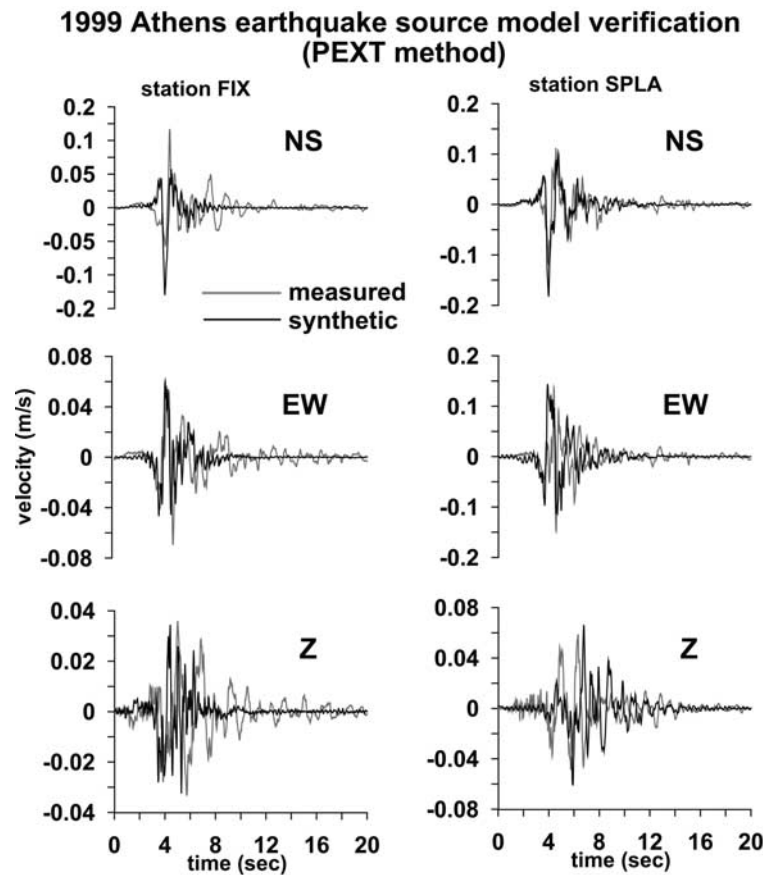 1999 Athens earthquake source model verification
(PEXT method)
station FIX
station SPLA
0.2
0.1
0.05
0
-0.05
-0.1
-0.2
NS
0.2
0.1
0
-0.1
-0.2
NS
measured
synthetic
velocity (m/s)
0.08
0.04
0
-0.04
-0.08
EW
0.2
0.1
0
-0.1
-0.2
EW
0.04
0.02
0
-0.02
-0.04
Z
0 4 8 12 16 20
time (sec)
0.08
0.04
0
-0.04
-0.08
Z
0 4 8 12 16 20
time (sec)